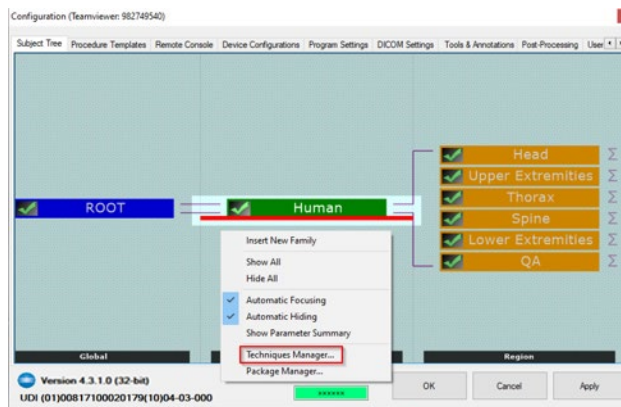 Configuration (Teamviewer: 982749540)
Subject Tree Procedure Templates Remote Console Device Configurations Program Settings DICOM Settings Tools & Annotations Post-Processing User
Head
Upper Extremities
ROOT Human Thorax
Spine
Lower Extremities
QA
Insert New Family
Show All
Hide All
Automatic Focusing
Automatic Hiding
Show Parameter Summary
Techniques Manager...
Package Manager...
Global Region
Version 4.3.1.0 (32-bit)
UDI (01)00817100020179(10)04-03-000
xxxxxx OK Cancel Apply